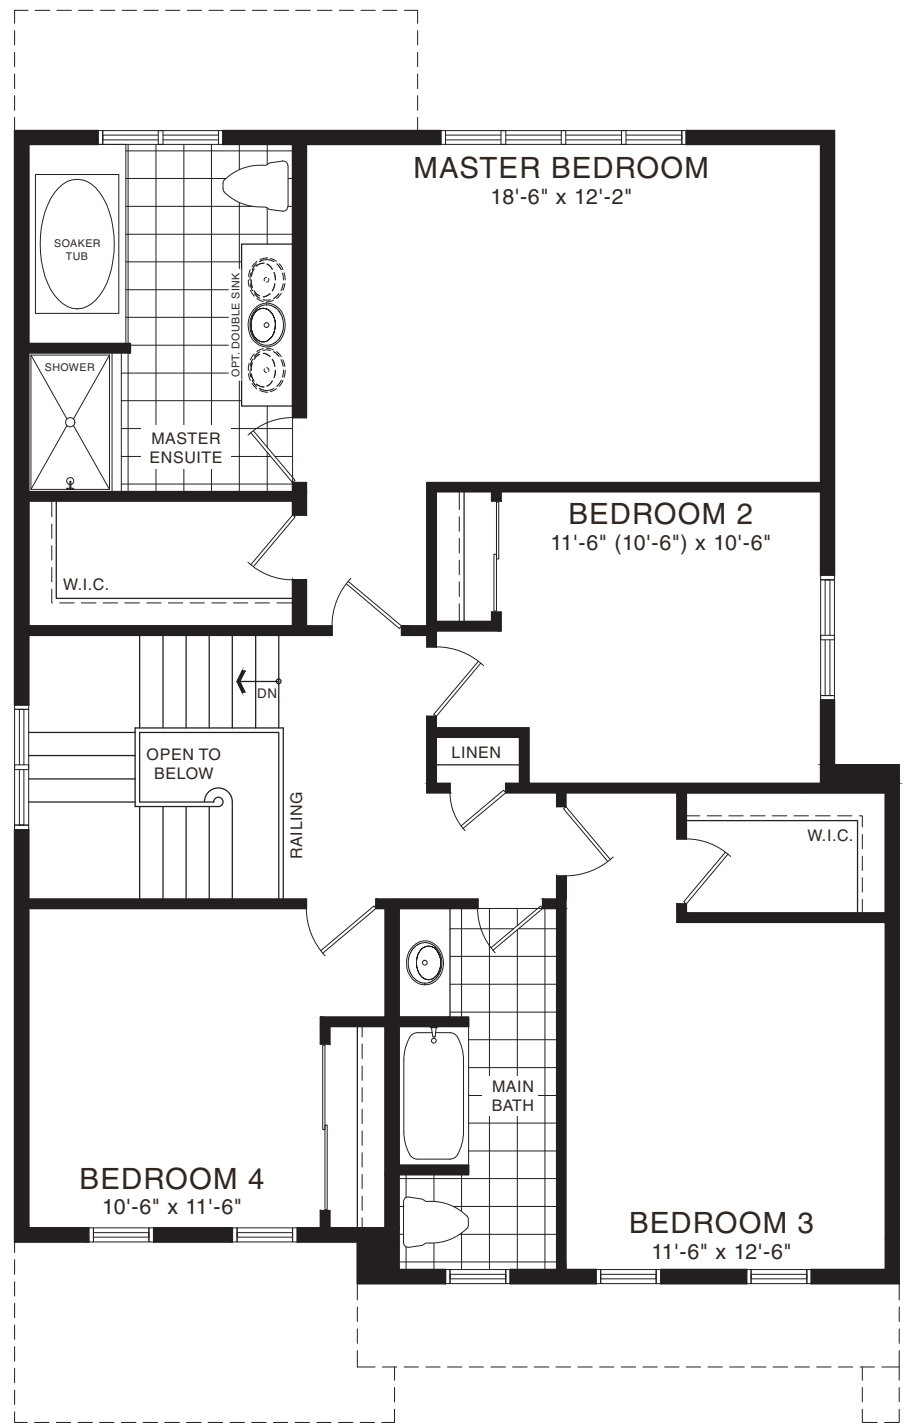 MASTER BEDROOM
18'-6" x 12'-2"
SOAKER
TUB
OPT. DOUBLE SINK
SHOWER
MASTER
ENSUITE
BEDROOM 2
11'-6" (10'-6") x 10'-6"
W.I.C.
DN
OPEN TO
BELOW
LINEN
RAILING
W.I.C.
MAIN
BATH
BEDROOM 4
10'-6" x 11'-6"
BEDROOM 3
11'-6" x 12'-6"